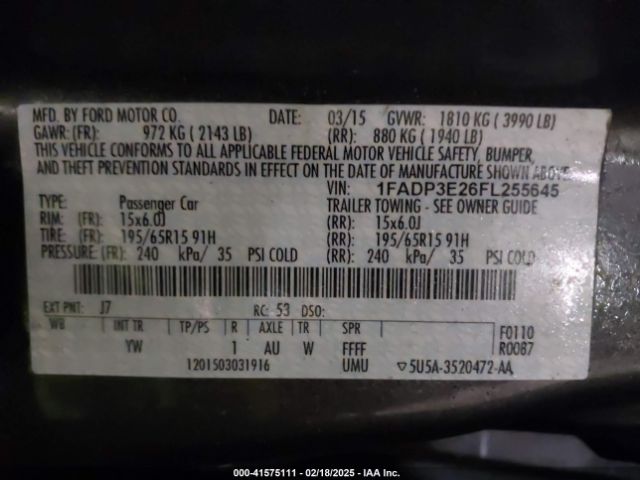 MFD. BY FORD MOTOR CO. DATE: 03/15 GVWR: 1810 KG ( 3990 LB)
GAWR: (FR): 972 KG ( 2143 LB) (RR): 880 KG ( 1940 LB)
THIS VEHICLE CONFORMS TO ALL APPLICABLE FEDERAL MOTOR VEHICLE SAFETY, BUMPER,
AND THEFT PREVENTION STANDARDS IN EFFECT ON THE DATE OF MANUFACTURE SHOWN ABOVE.
VIN: 1FADP3E26FL255645
TYPE: Passenger Car TRAILER TOWING - SEE OWNER GUIDE
RIM: (FR): 15x6.0J (RR): 15x6.0J
TIRE: (FR): 195/65R15 91H (RR): 195/65R15 91H
PRESSURE: (FR): 240 kPa/ 35 PSI COLD (RR): 240 kPa/ 35 PSI COLD
EXT PNT: J7 RC: 53 DSO:
WB INT TR TP/PS R AXLE TR SPR F0110
YW 1 AU W FFFF R0087
1201503031916 UMU ▽5U5A-3520472-AA
000-41575111 - 02/18/2025 - IAA Inc.